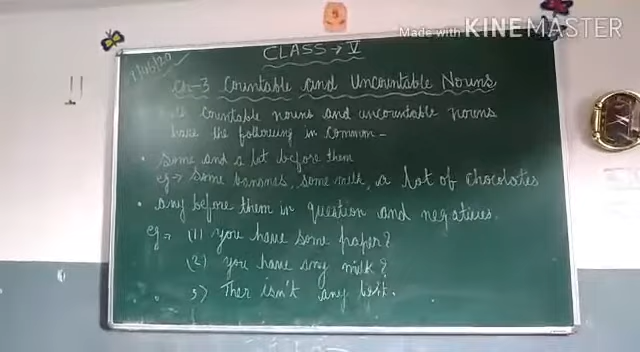 Made with KINEMASTER
CLASS → V
Ch-3 Countable and Uncountable Nouns
Countable nouns and uncountable nouns
have the following in common -
• Some and a lot before them
eg → Some bananas, some milk, a lot of chocolates
• any before them in question and negatives.
eg → (1) you have some paper?
(2) you have any milk?
3) Ther isn't any